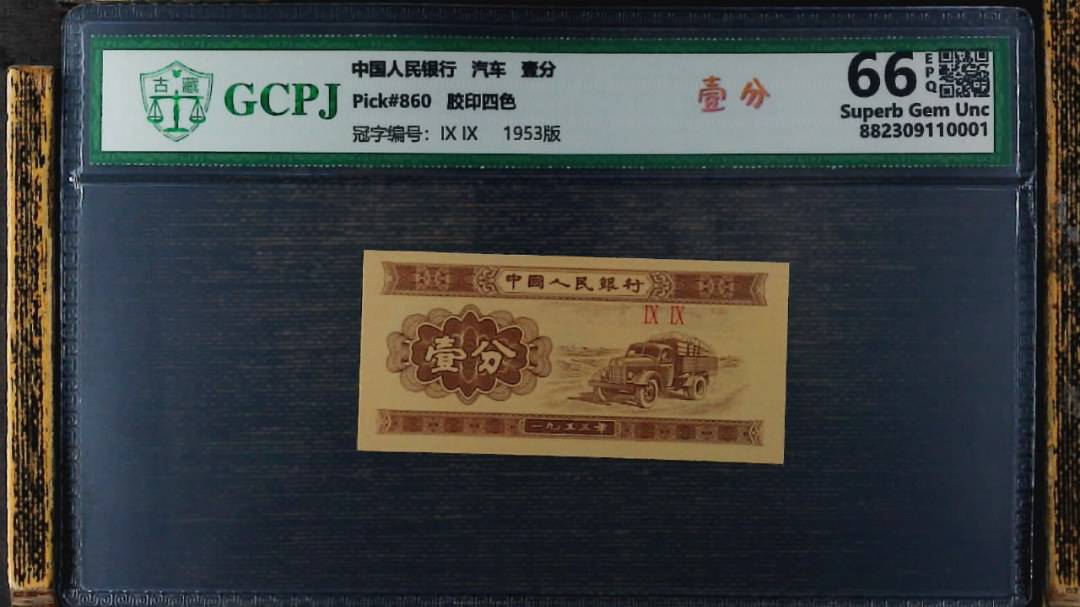 古藏
GCPJ
中国人民银行 汽车 壹分
Pick#860 胶印四色
冠字编号: IX IX 1953版
壹分
66
EPQ
Superb Gem Unc
882309110001
中國人民銀行
IX IX
壹分
一九五三年